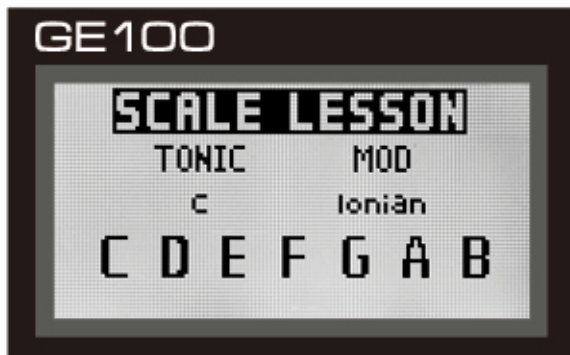 GE100
SCALE LESSON
TONIC MOD
C Ionian
C D E F G A B